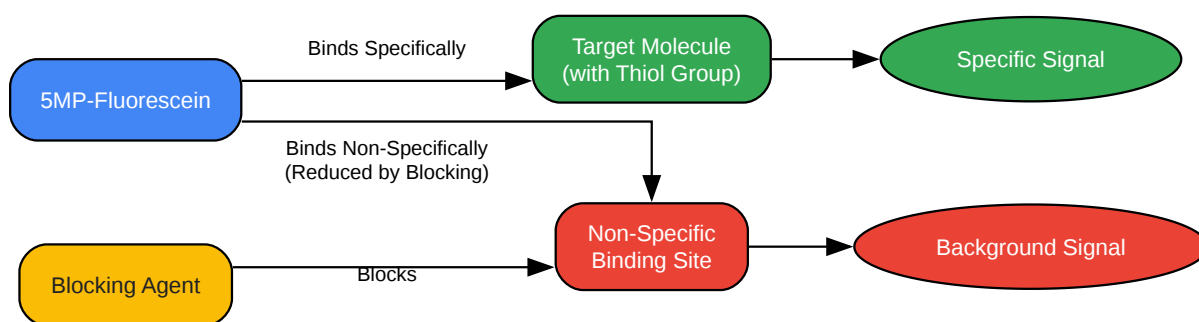 Binds Specifically
Target Molecule
(with Thiol Group)
Specific Signal
5MP-Fluorescein
Binds Non-Specifically
(Reduced by Blocking)
Non-Specific
Binding Site
Background Signal
Blocking Agent
Blocks